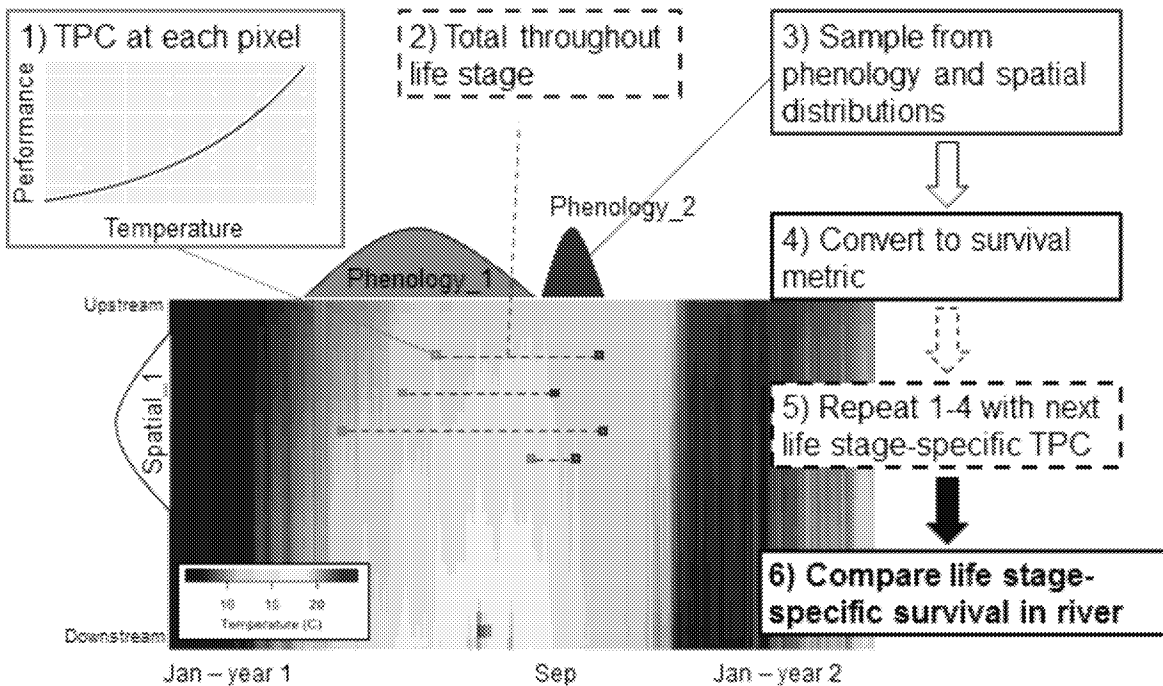 1) TPC at each pixel
Performance
Temperature
2) Total throughout
life stage
3) Sample from
phenology and spatial
distributions
4) Convert to survival
metric
5) Repeat 1-4 with next
life stage-specific TPC
6) Compare life stage-
specific survival in river
Phenology_1
Phenology_2
Upstream
Spatial_1
Downstream
10 15 20
Temperature (C)
Jan – year 1
Sep
Jan – year 2